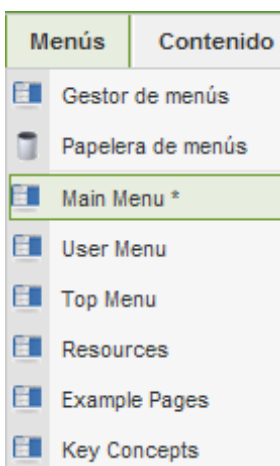 Menús Contenido
Gestor de menús
Papelera de menús
Main Menu *
User Menu
Top Menu
Resources
Example Pages
Key Concepts